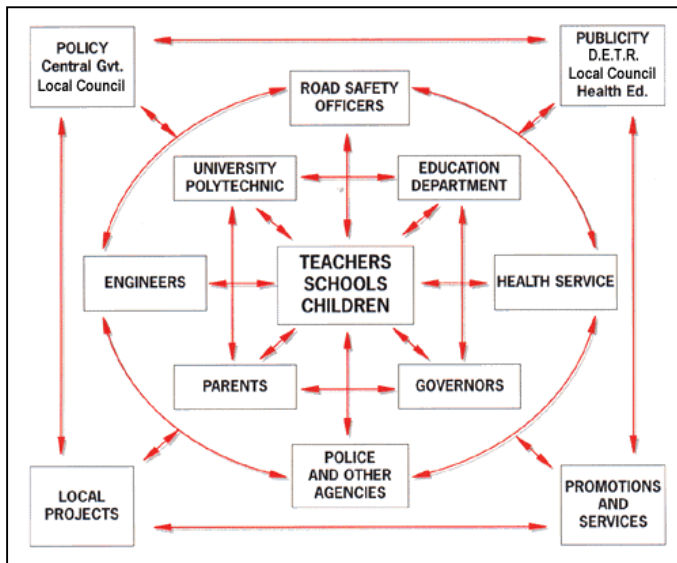 POLICY
Central Gvt.
Local Council
PUBLICITY
D.E.T.R.
Local Council
Health Ed.
ROAD SAFETY
OFFICERS
UNIVERSITY
POLYTECHNIC
EDUCATION
DEPARTMENT
ENGINEERS
TEACHERS
SCHOOLS
CHILDREN
HEALTH SERVICE
PARENTS
GOVERNORS
POLICE
AND OTHER
AGENCIES
LOCAL
PROJECTS
PROMOTIONS
AND
SERVICES